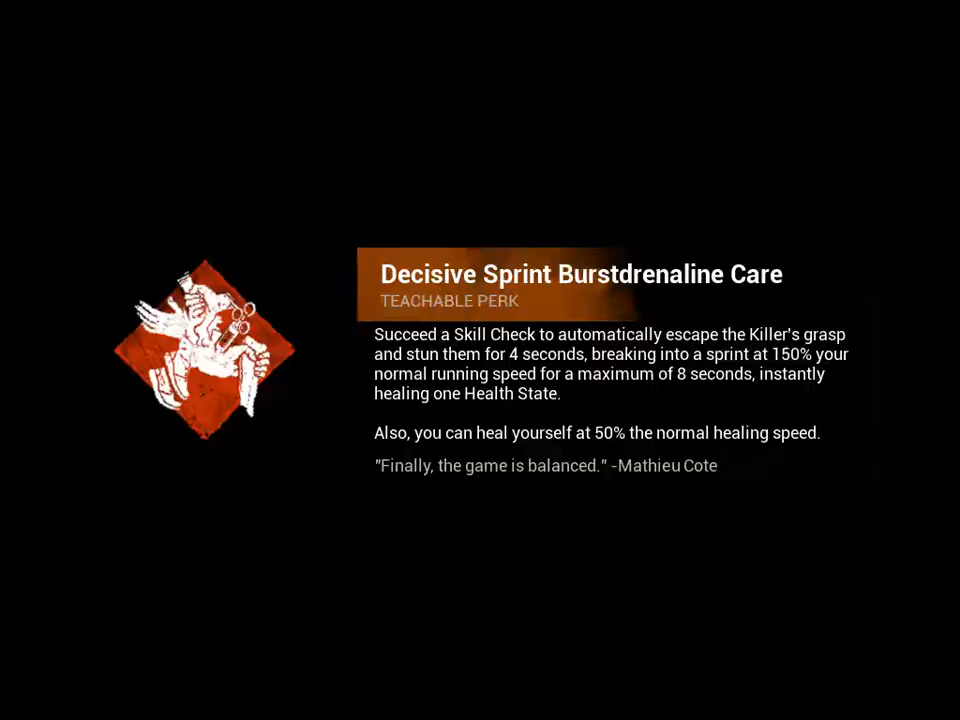 Decisive Sprint Burstdrenaline Care
TEACHABLE PERK
Succeed a Skill Check to automatically escape the Killer's grasp
and stun them for 4 seconds, breaking into a sprint at 150% your
normal running speed for a maximum of 8 seconds, instantly
healing one Health State.
Also, you can heal yourself at 50% the normal healing speed.
"Finally, the game is balanced." -Mathieu Cote